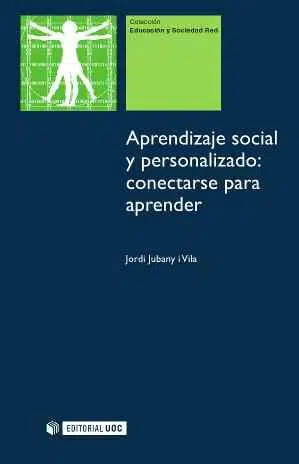 Colección
Educación y Sociedad Red
Aprendizaje social
y personalizado:
conectarse para
aprender
Jordi Jubany i Vila
EDITORIAL UOC